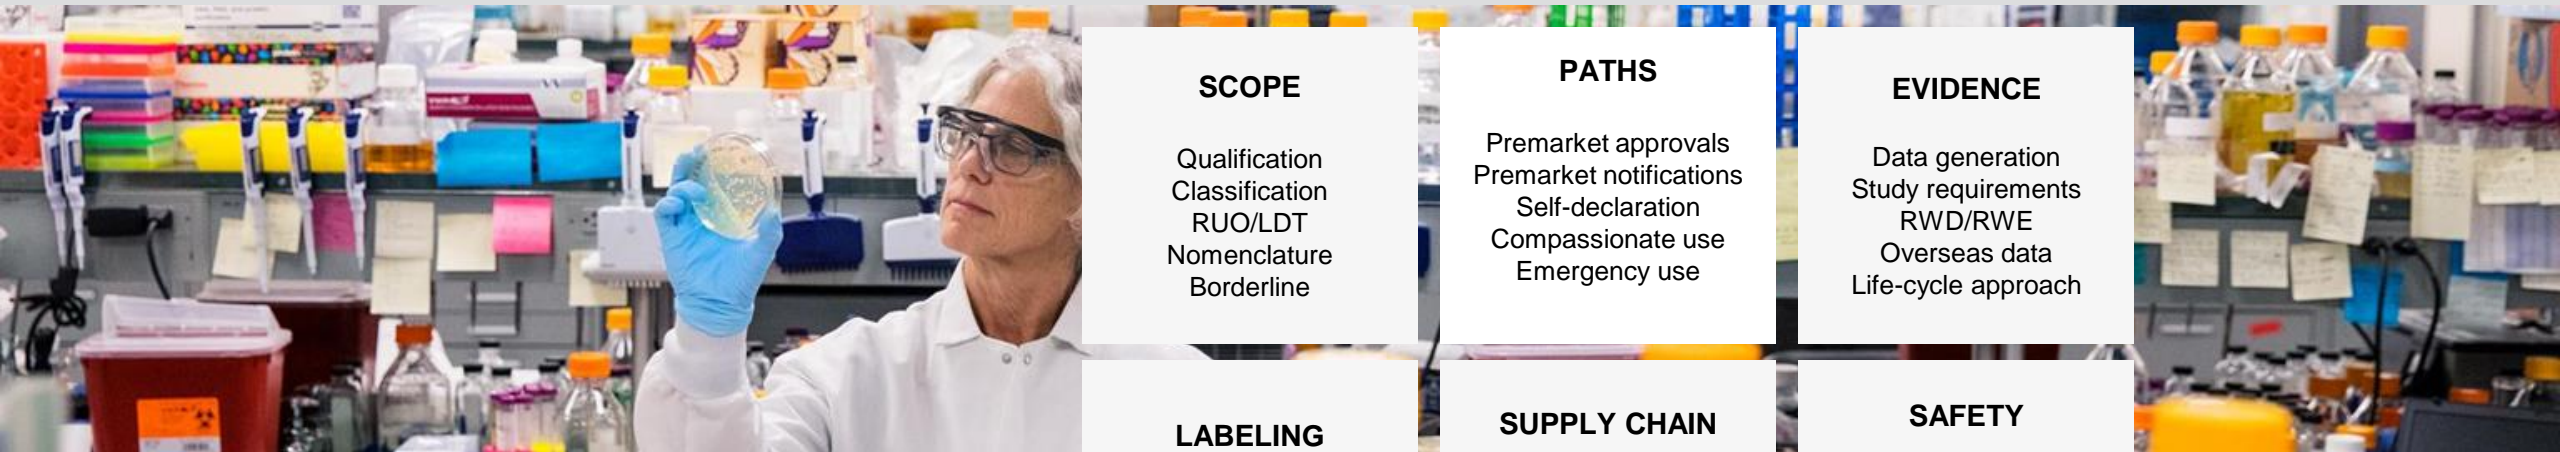 SCOPE
Qualification
Classification
RUO/LDT
Nomenclature
Borderline
PATHS
Premarket approvals
Premarket notifications
Self-declaration
Compassionate use
Emergency use
EVIDENCE
Data generation
Study requirements
RWD/RWE
Overseas data
Life-cycle approach
LABELING
SUPPLY CHAIN
SAFETY